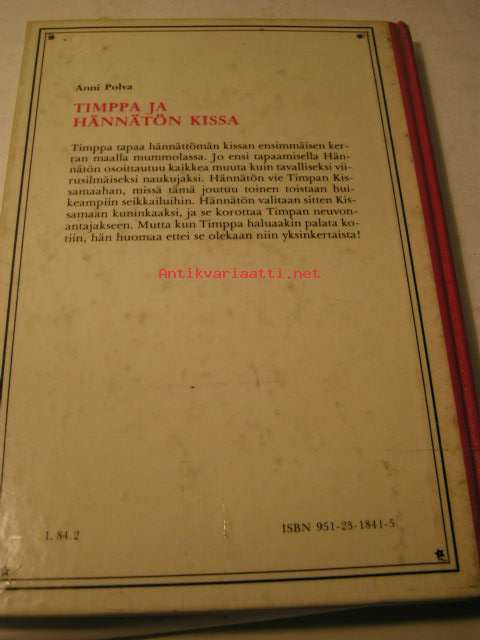 Anni Polva
TIMPPA JA
HÄNNÄTÖN KISSA
Timppa tapaa hännättömän kissan ensimmäisen ker-
ran maalla mummolassa. Jo ensi tapaamisella Hän-
nätön osoittautuu kaikkea muuta kuin tavalliseksi vii-
rusilmäiseksi naukujaksi. Hännätön vie Timpan Kis-
samaahan, missä tämä joutuu toinen toistaan hui-
keampiin seikkailuihin. Hännätön valitaan sitten Kis-
samaan kuninkaaksi, ja se korottaa Timpan neuvon-
antajakseen. Mutta kun Timppa haluaakin palata ko-
tiin, hän huomaa ettei se olekaan niin yksinkertaista!
Antikvariaatti.net
L 84.2
ISBN 951-23-1841-5